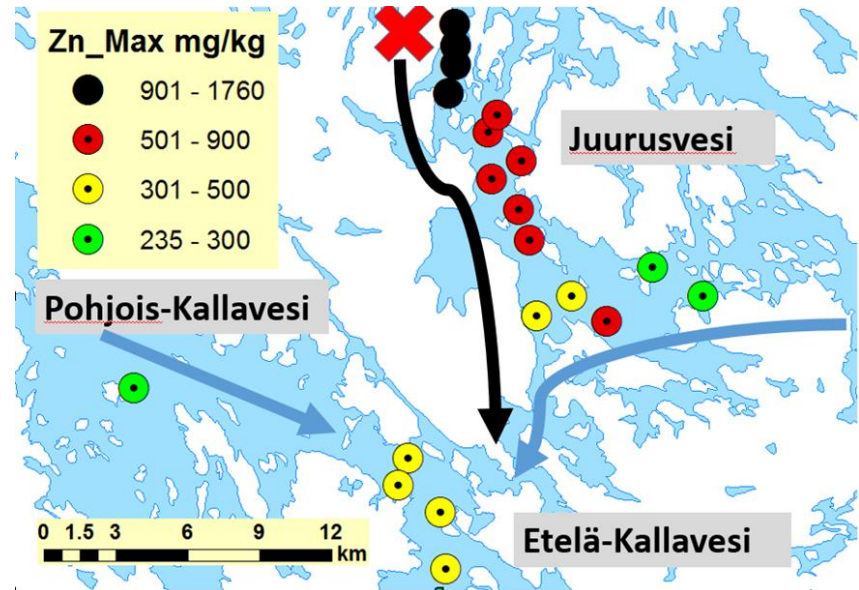 Zn_Max mg/kg
901 - 1760
501 - 900
301 - 500
235 - 300
Juurusvesi
Pohjois-Kallavesi
Etelä-Kallavesi
0 1.5 3 6 9 12
km